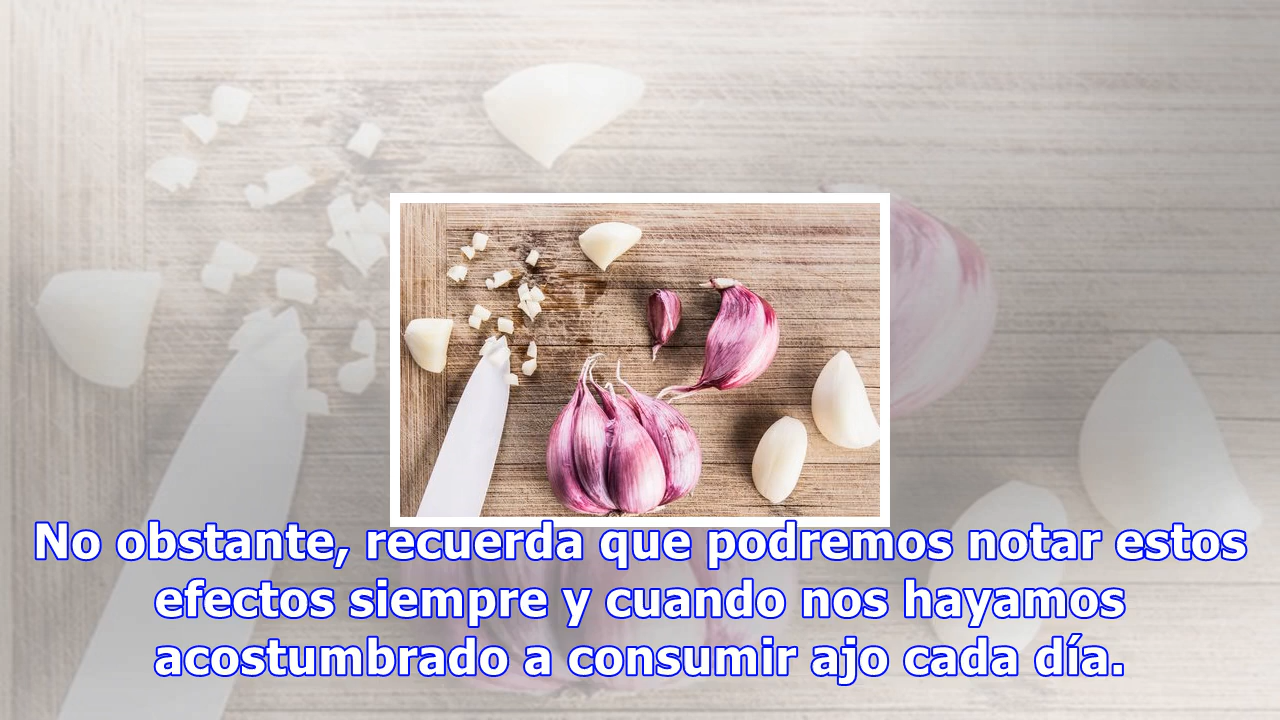 No obstante, recuerda que podremos notar estos
efectos siempre y cuando nos hayamos
acostumbrado a consumir ajo cada día.